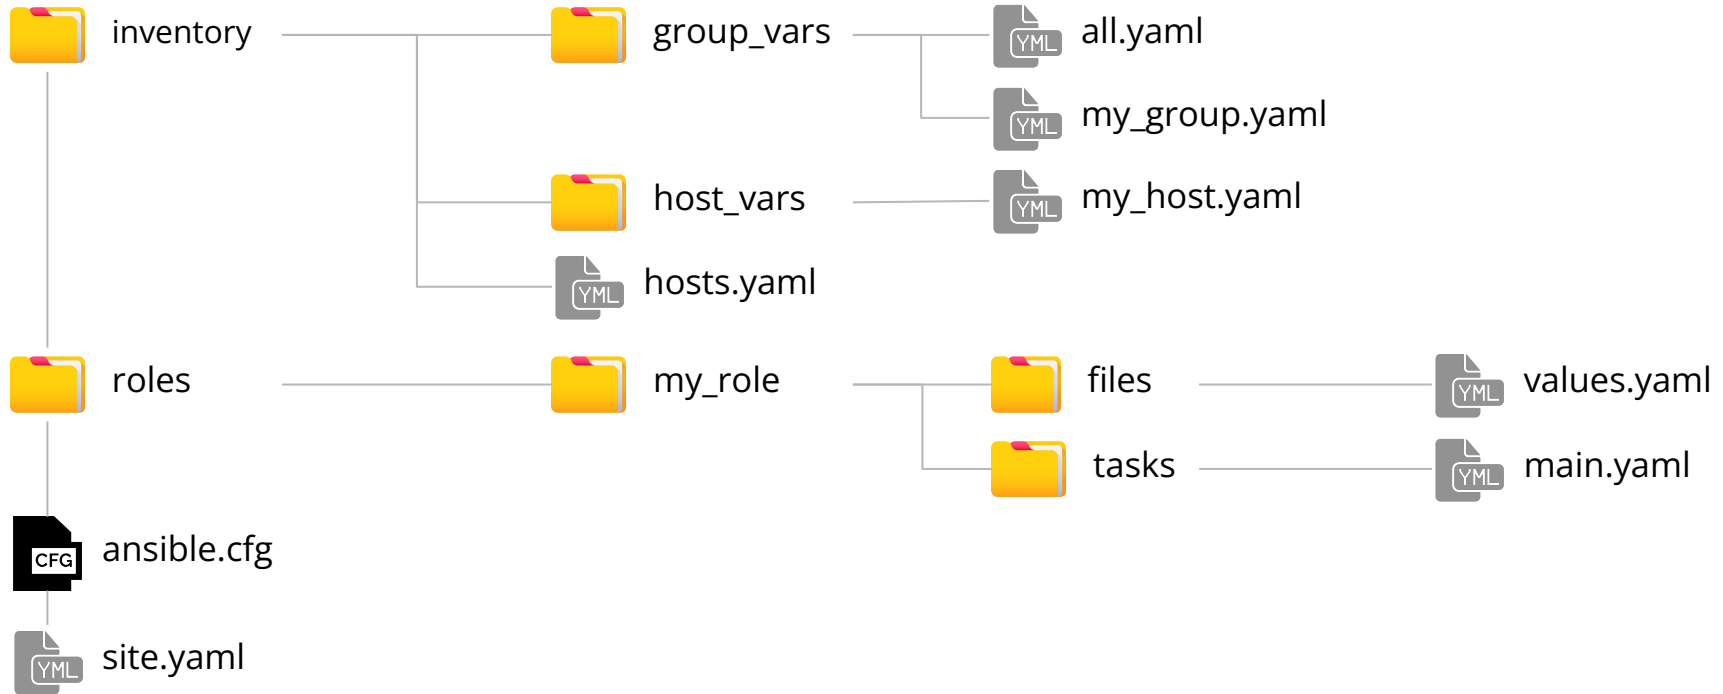 inventory
group_vars
all.yaml
YML
my_group.yaml
YML
host_vars
my_host.yaml
YML
hosts.yaml
YML
roles
my_role
files
values.yaml
YML
tasks
main.yaml
YML
ansible.cfg
CFG
site.yaml
YML